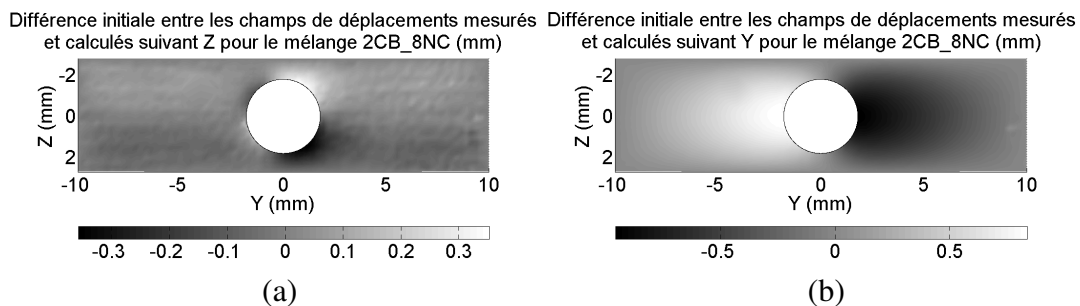 Différence initiale entre les champs de déplacements mesurés
et calculés suivant Z pour le mélange 2CB_8NC (mm)
-2
0
2
Z (mm)
-10 -5 0 5 10
Y (mm)
-0.3 -0.2 -0.1 0 0.1 0.2 0.3
(a)
Différence initiale entre les champs de déplacements mesurés
et calculés suivant Y pour le mélange 2CB_8NC (mm)
-2
0
2
Z (mm)
-10 -5 0 5 10
Y (mm)
-0.5 0 0.5
(b)